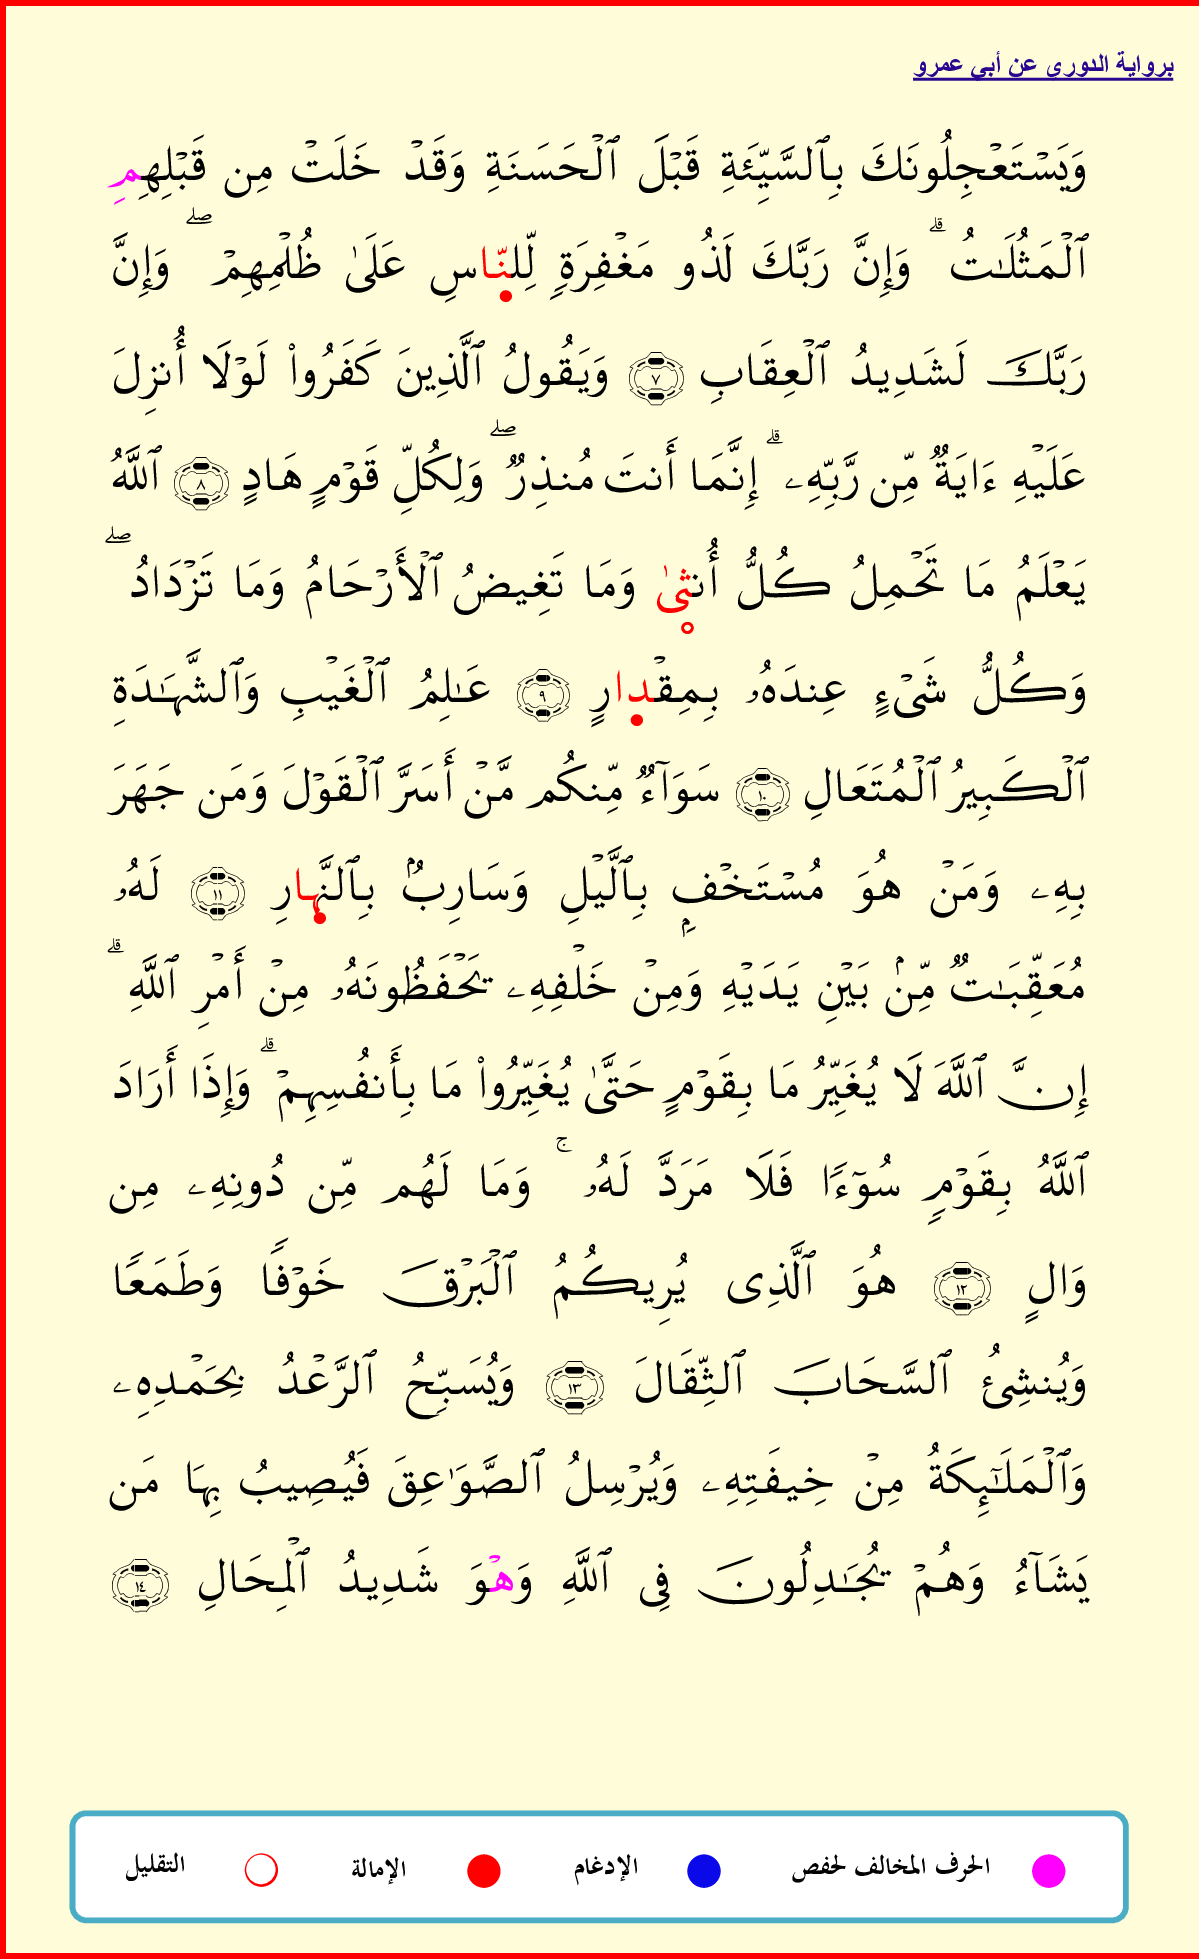 برواية الدوري عن أبي عمرو
وَيَسۡتَعۡجِلُونَكَ بِٱلسَّيِّئَةِ قَبۡلَ ٱلۡحَسَنَةِ وَقَدۡ خَلَتۡ مِن قَبۡلِهِمِ
ٱلۡمَثُلَٰتُۗ وَإِنَّ رَبَّكَ لَذُو مَغۡفِرَةٖ لِّلنَّاسِ عَلَىٰ ظُلۡمِهِمۡۖ وَإِنَّ
رَبَّكَ لَشَدِيدُ ٱلۡعِقَابِ ٧ وَيَقُولُ ٱلَّذِينَ كَفَرُواْ لَوۡلَا أُنزِلَ
عَلَيۡهِ ءَايَةٞ مِّن رَّبِّهِۦۗ إِنَّمَا أَنتَ مُنذِرٞۖ وَلِكُلِّ قَوۡمٍ هَادٍ ٨ ٱللَّهُ
يَعۡلَمُ مَا تَحۡمِلُ كُلُّ أُنثىٰ وَمَا تَغِيضُ ٱلۡأَرۡحَامُ وَمَا تَزۡدَادُۖ
وَكُلُّ شَيۡءٍ عِندَهُۥ بِمِقۡدارٍ ٩ عَٰلِمُ ٱلۡغَيۡبِ وَٱلشَّهَٰدَةِ
ٱلۡكَبِيرُ ٱلۡمُتَعَالِ ١٠ سَوَآءٞ مِّنكُم مَّنۡ أَسَرَّ ٱلۡقَوۡلَ وَمَن جَهَرَ
بِهِۦ وَمَنۡ هُوَ مُسۡتَخۡفِۭ بِٱلَّيۡلِ وَسَارِبُۢ بِٱلنَّهارِ ١١ لَهُۥ
مُعَقِّبَٰتٞ مِّنۢ بَيۡنِ يَدَيۡهِ وَمِنۡ خَلۡفِهِۦ يَحۡفَظُونَهُۥ مِنۡ أَمۡرِ ٱللَّهِۗ
إِنَّ ٱللَّهَ لَا يُغَيِّرُ مَا بِقَوۡمٍ حَتَّىٰ يُغَيِّرُواْ مَا بِأَنفُسِهِمۡۗ وَإِذَا أَرَادَ
ٱللَّهُ بِقَوۡمٖ سُوٓءٗا فَلَا مَرَدَّ لَهُۥۚ وَمَا لَهُم مِّن دُونِهِۦ مِن
وَالٍ ١٢ هُوَ ٱلَّذِى يُرِيكُمُ ٱلۡبَرۡقَ خَوۡفٗا وَطَمَعٗا
وَيُنشِئُ ٱلسَّحَابَ ٱلثِّقَالَ ١٣ وَيُسَبِّحُ ٱلرَّعۡدُ بِحَمۡدِهِۦ
وَٱلۡمَلَٰٓئِكَةُ مِنۡ خِيفَتِهِۦ وَيُرۡسِلُ ٱلصَّوَٰعِقَ فَيُصِيبُ بِهَا مَن
يَشَآءُ وَهُمۡ يُجَٰدِلُونَ فِى ٱللَّهِ وَهۡوَ شَدِيدُ ٱلۡمِحَالِ ١٤
الحرف المخالف لحفص الإدغام الإمالة التقليل